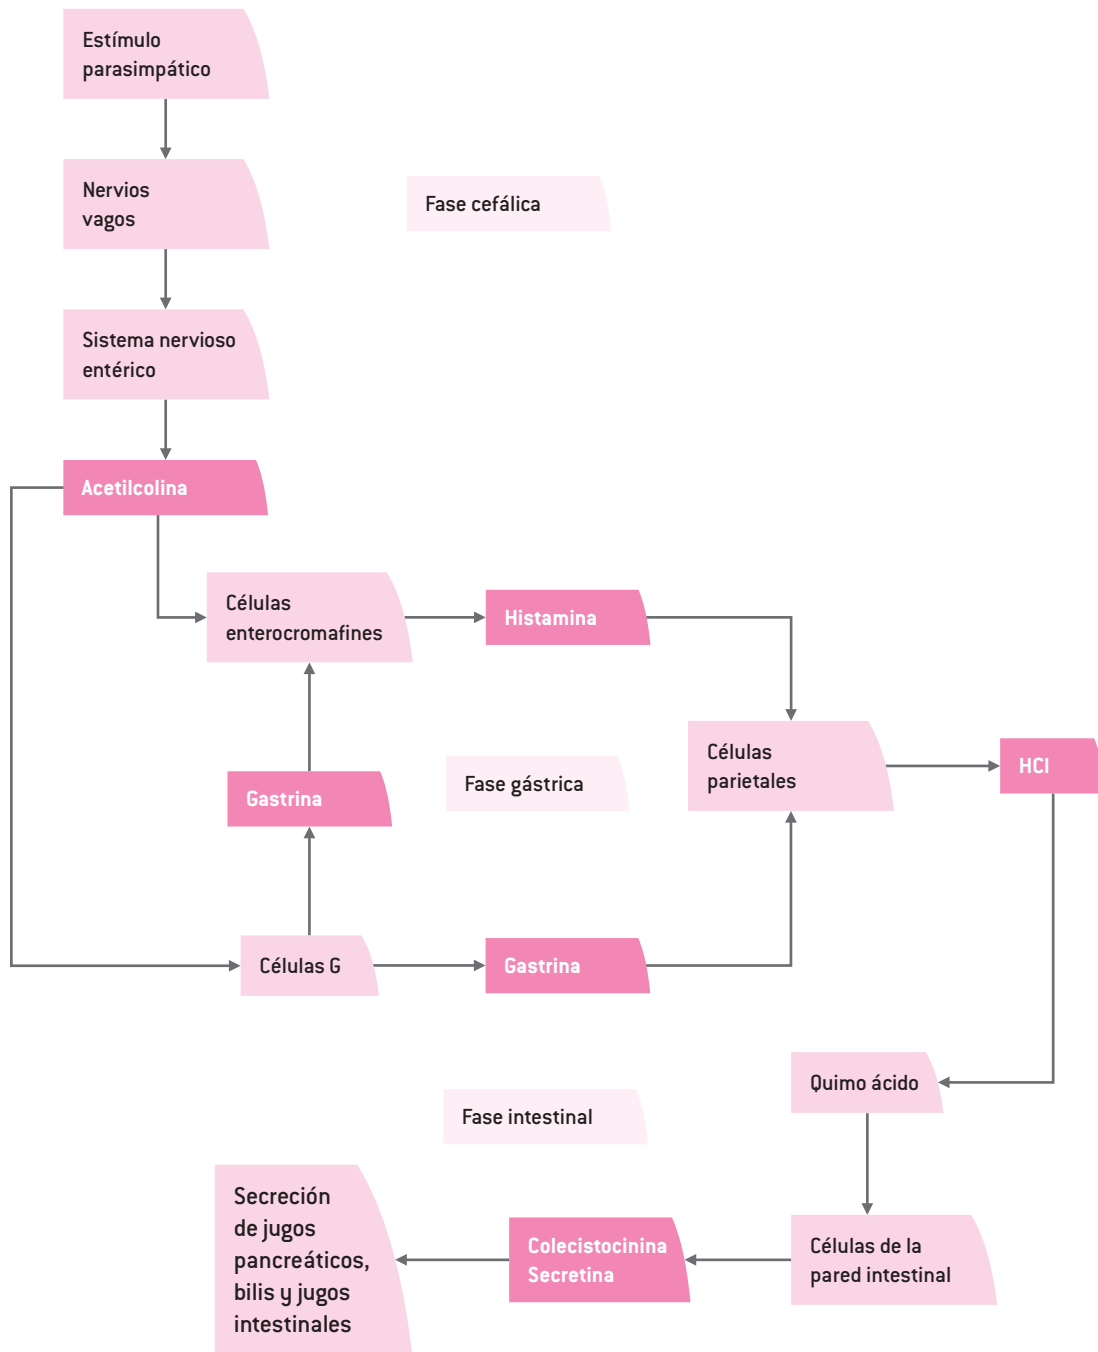 Estímulo
parasimpático
Nervios
vagos
Fase cefálica
Sistema nervioso
entérico
Acetilcolina
Células
enterocromafines
Histamina
Células
parietales
HCl
Fase gástrica
Gastrina
Células G
Gastrina
Quimo ácido
Fase intestinal
Secreción
de jugos
pancreáticos,
bilis y jugos
intestinales
Colecistocinina
Secretina
Células de la
pared intestinal